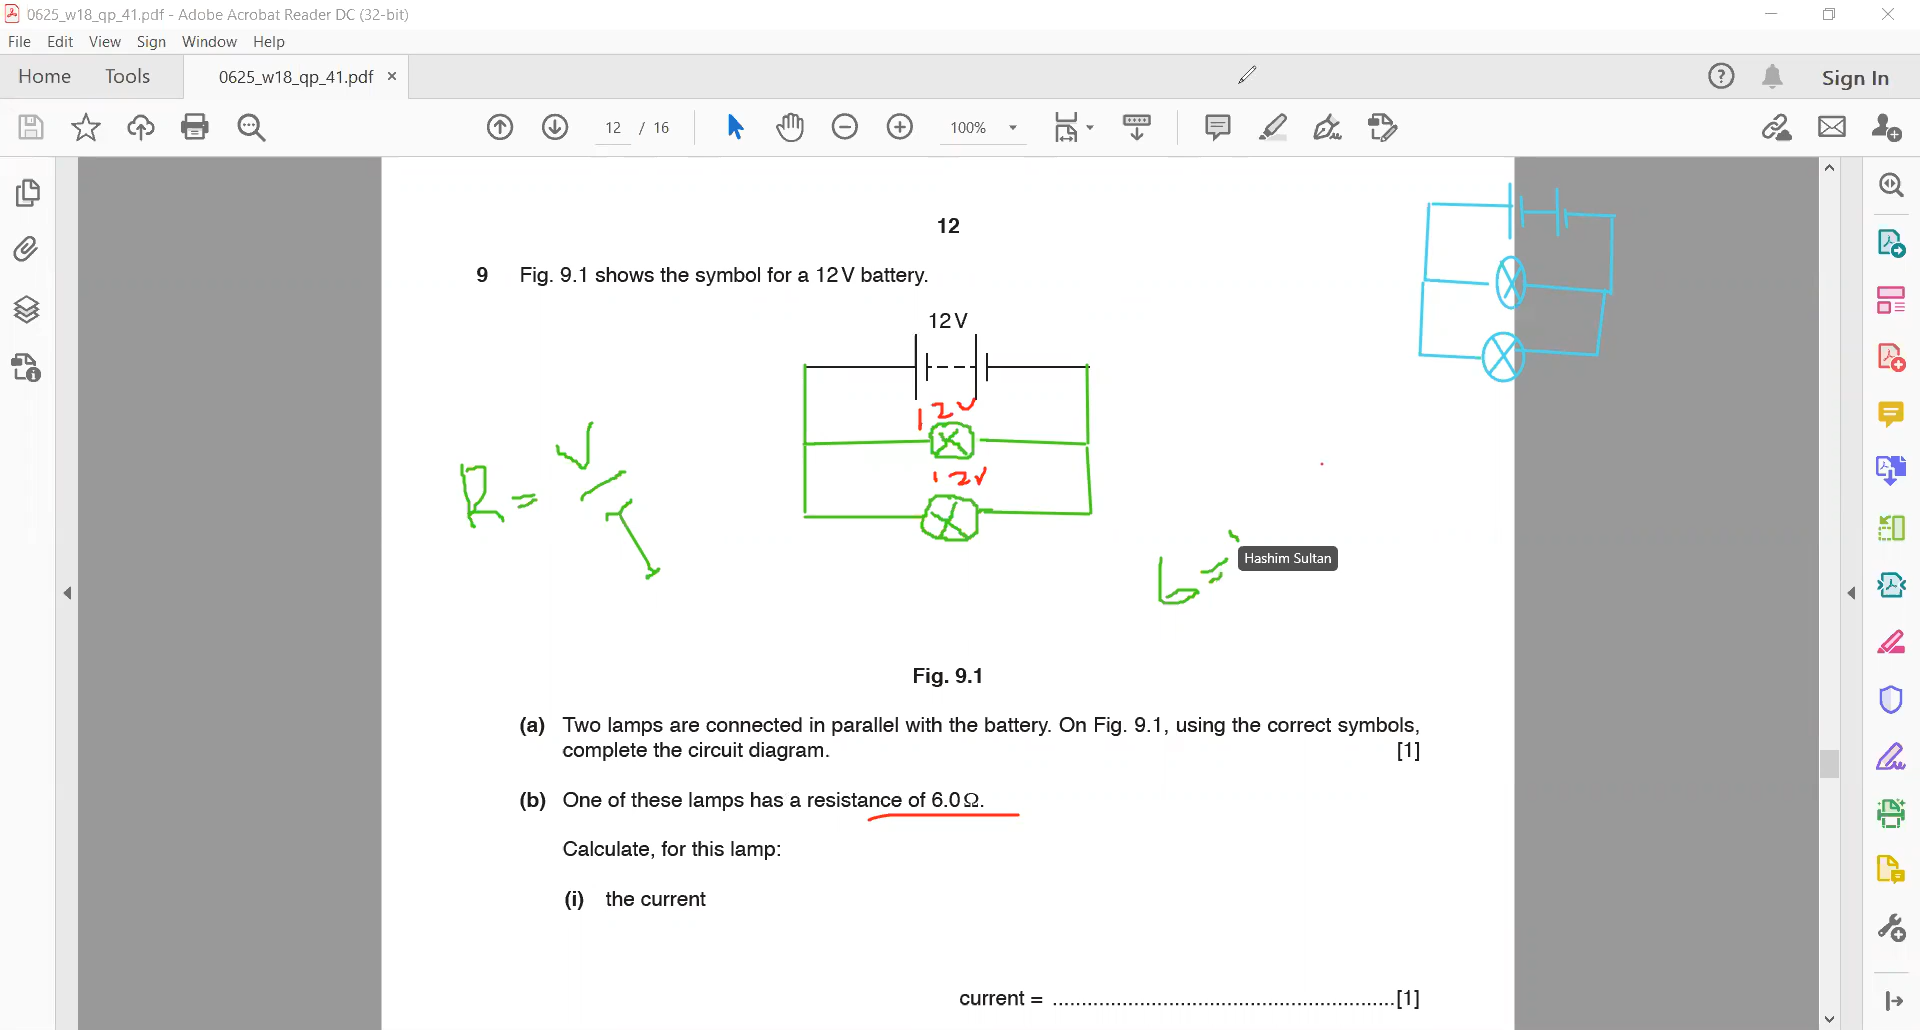 0625_w18_qp_41.pdf - Adobe Acrobat Reader DC (32-bit)
File Edit View Sign Window Help
Home Tools 0625_w18_qp_41.pdf × Sign In
12 / 16 100%
12
9 Fig. 9.1 shows the symbol for a 12 V battery.
12 V
12V
12V
R = V / I
6 =
Hashim Sultan
Fig. 9.1
(a) Two lamps are connected in parallel with the battery. On Fig. 9.1, using the correct symbols,
complete the circuit diagram. [1]
(b) One of these lamps has a resistance of 6.0 Ω.
Calculate, for this lamp:
(i) the current
current = ........................................................... [1]